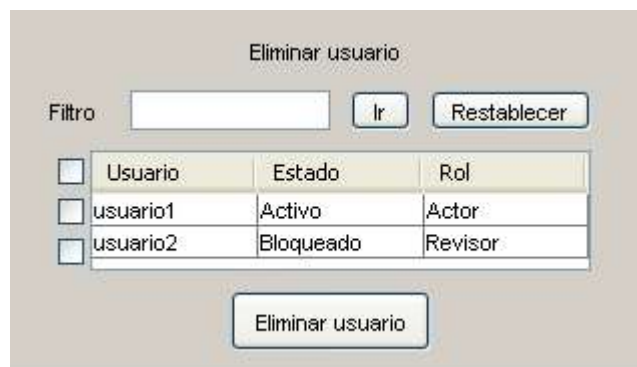 Eliminar usuario
Filtro Ir Restablecer
Usuario Estado Rol
usuario1 Activo Actor
usuario2 Bloqueado Revisor
Eliminar usuario